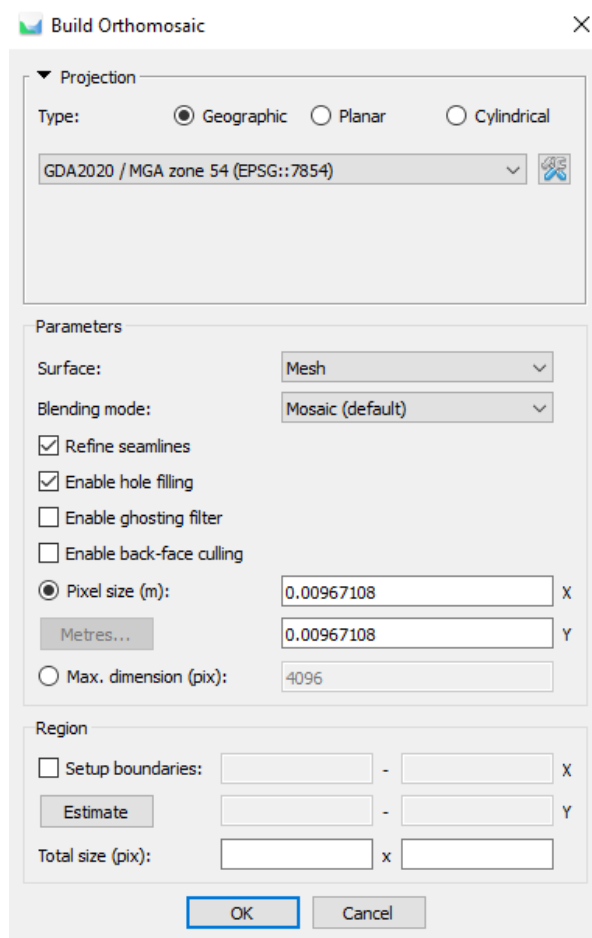 Build Orthomosaic
Projection
Type: Geographic Planar Cylindrical
GDA2020 / MGA zone 54 (EPSG::7854)
Parameters
Surface: Mesh
Blending mode: Mosaic (default)
Refine seamlines
Enable hole filling
Enable ghosting filter
Enable back-face culling
Pixel size (m): 0.00967108 X
Metres... 0.00967108 Y
Max. dimension (pix): 4096
Region
Setup boundaries: - X
Estimate - Y
Total size (pix): x
OK Cancel